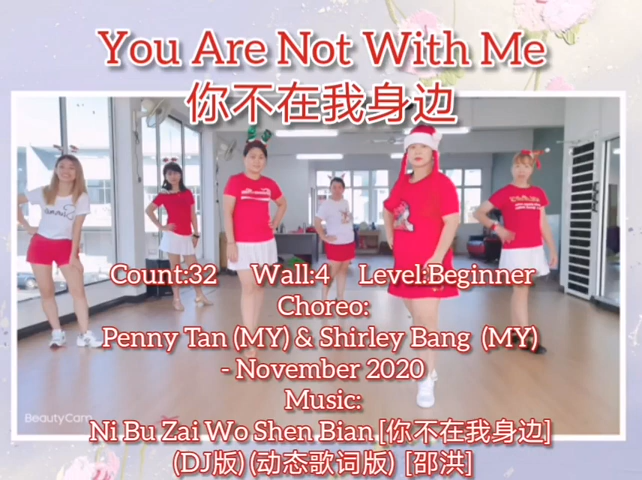 You Are Not With Me
你不在我身边
Count:32 Wall:4 Level:Beginner
Choreo:
Penny Tan (MY) & Shirley Bang (MY)
- November 2020
Music:
Ni Bu Zai Wo Shen Bian [你不在我身边]
(DJ版) (动态歌词版) [邵洪]
BeautyCam